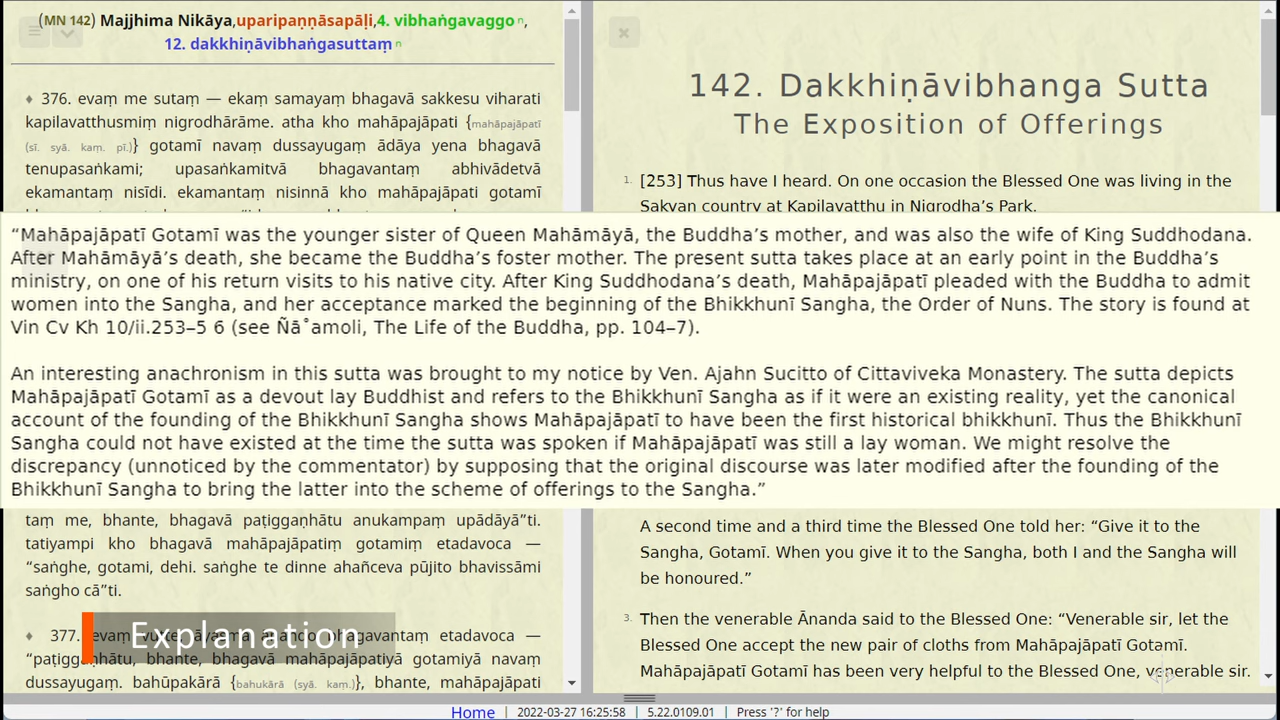 (MN 142) Majjhima Nikāya,uparipaṇṇāsapāḷi,4. vibhaṅgavaggo n,
12. dakkhiṇāvibhaṅgasuttaṃ n
♦ 376. evaṃ me sutaṃ — ekaṃ samayaṃ bhagavā sakkesu viharati
kapilavatthusmiṃ nigrodhārāme. atha kho mahāpajāpati {mahāpajāpatī
(sī. syā. kaṃ. pī.)} gotamī navaṃ dussayugaṃ ādāya yena bhagavā
tenupasaṅkami; upasaṅkamitvā bhagavantaṃ abhivādetvā
ekamantaṃ nisīdi. ekamantaṃ nisinnā kho mahāpajāpati gotamī
142. Dakkhiṇāvibhanga Sutta
The Exposition of Offerings
1. [253] Thus have I heard. On one occasion the Blessed One was living in the
Sakyan country at Kapilavatthu in Nigrodha’s Park.
“Mahāpajāpatī Gotamī was the younger sister of Queen Mahāmāyā, the Buddha’s mother, and was also the wife of King Suddhodana.
After Mahāmāyā’s death, she became the Buddha’s foster mother. The present sutta takes place at an early point in the Buddha’s
ministry, on one of his return visits to his native city. After King Suddhodana’s death, Mahāpajāpatī pleaded with the Buddha to admit
women into the Sangha, and her acceptance marked the beginning of the Bhikkhunī Sangha, the Order of Nuns. The story is found at
Vin Cv Kh 10/ii.253–5 6 (see Ñā˚amoli, The Life of the Buddha, pp. 104–7).
An interesting anachronism in this sutta was brought to my notice by Ven. Ajahn Sucitto of Cittaviveka Monastery. The sutta depicts
Mahāpajāpatī Gotamī as a devout lay Buddhist and refers to the Bhikkhunī Sangha as if it were an existing reality, yet the canonical
account of the founding of the Bhikkhunī Sangha shows Mahāpajāpatī to have been the first historical bhikkhunī. Thus the Bhikkhunī
Sangha could not have existed at the time the sutta was spoken if Mahāpajāpatī was still a lay woman. We might resolve the
discrepancy (unnoticed by the commentator) by supposing that the original discourse was later modified after the founding of the
Bhikkhunī Sangha to bring the latter into the scheme of offerings to the Sangha.”
taṃ me, bhante, bhagavā paṭiggaṇhātu anukampaṃ upādāyā”ti.
tatiyampi kho bhagavā mahāpajāpatiṃ gotamiṃ etadavoca —
“saṅghe, gotami, dehi. saṅghe te dinne ahañceva pūjito bhavissāmi
saṅgho cā”ti.
♦ 377. evaṃ vutte, āyasmā ānando bhagavantaṃ etadavoca —
“paṭiggaṇhātu, bhante, bhagavā mahāpajāpatiyā gotamiyā navaṃ
dussayugaṃ. bahūpakārā {bahukārā (syā. kaṃ.)}, bhante, mahāpajāpati
Explanation
A second time and a third time the Blessed One told her: “Give it to the
Sangha, Gotamī. When you give it to the Sangha, both I and the Sangha will
be honoured.”
3. Then the venerable Ānanda said to the Blessed One: “Venerable sir, let the
Blessed One accept the new pair of cloths from Mahāpajāpatī Gotamī.
Mahāpajāpatī Gotamī has been very helpful to the Blessed One, venerable sir.
Home | 2022-03-27 16:25:58 | 5.22.0109.01 | Press '?' for help